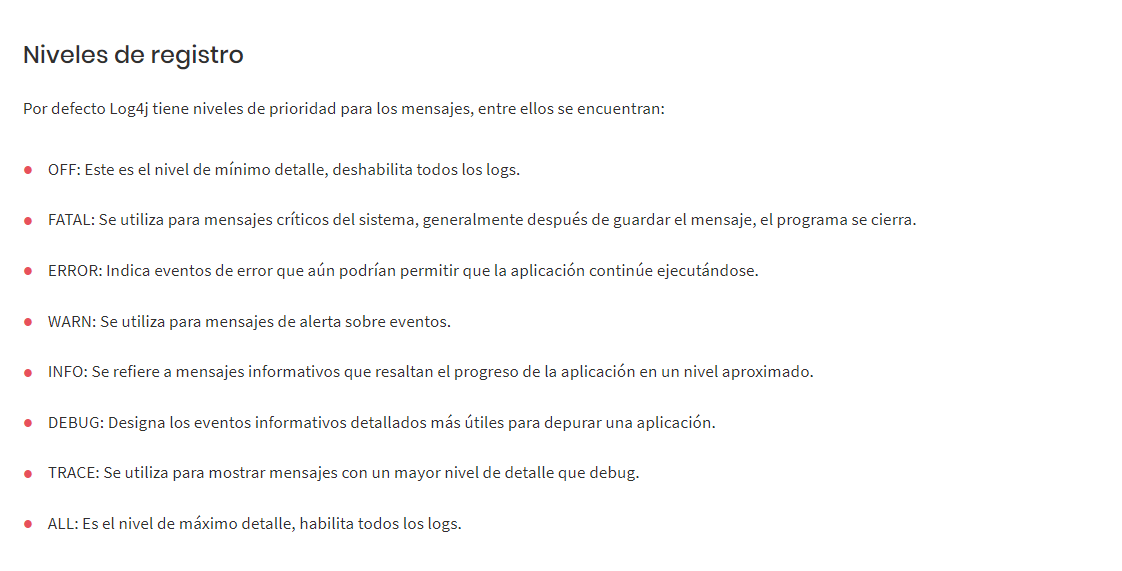 Niveles de registro
Por defecto Log4j tiene niveles de prioridad para los mensajes, entre ellos se encuentran:
OFF: Este es el nivel de mínimo detalle, deshabilita todos los logs.
FATAL: Se utiliza para mensajes críticos del sistema, generalmente después de guardar el mensaje, el programa se cierra.
ERROR: Indica eventos de error que aún podrían permitir que la aplicación continúe ejecutándose.
WARN: Se utiliza para mensajes de alerta sobre eventos.
INFO: Se refiere a mensajes informativos que resaltan el progreso de la aplicación en un nivel aproximado.
DEBUG: Designa los eventos informativos detallados más útiles para depurar una aplicación.
TRACE: Se utiliza para mostrar mensajes con un mayor nivel de detalle que debug.
ALL: Es el nivel de máximo detalle, habilita todos los logs.